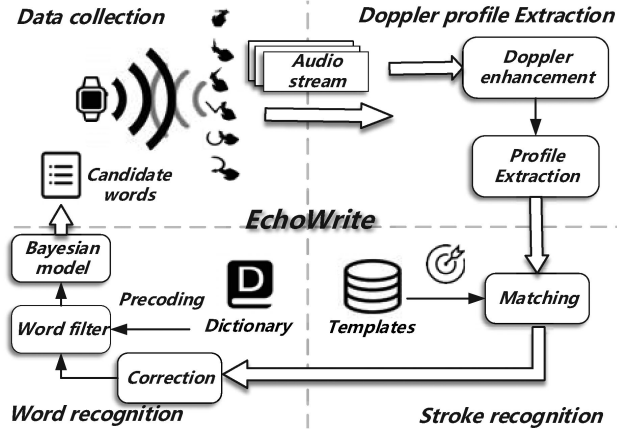 Data collection
Doppler profile Extraction
Audio
stream
Doppler
enhancement
Profile
Extraction
Candidate
words
EchoWrite
Bayesian
model
Precoding
D
Word filter
Dictionary
Templates
Matching
Correction
Word recognition
Stroke recognition